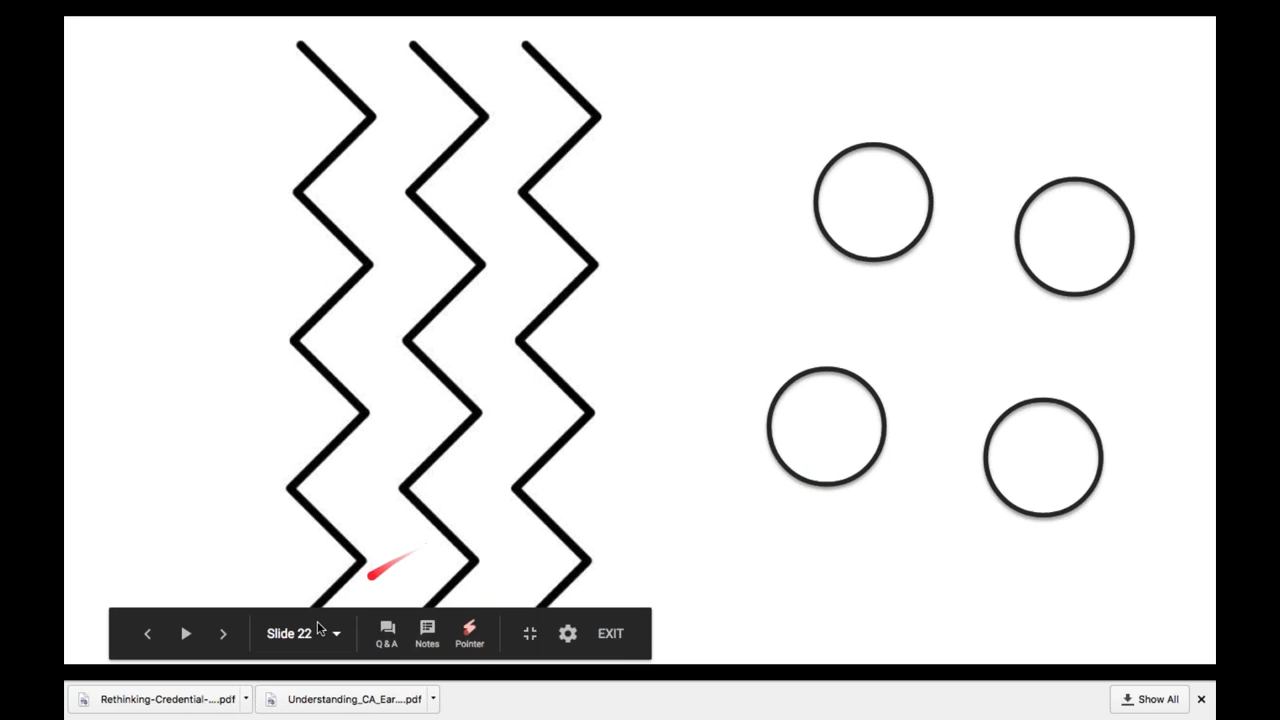 Slide 22
Q & A
Notes
Pointer
EXIT
Rethinking-Credential-....pdf
Understanding_CA_Ear....pdf
Show All